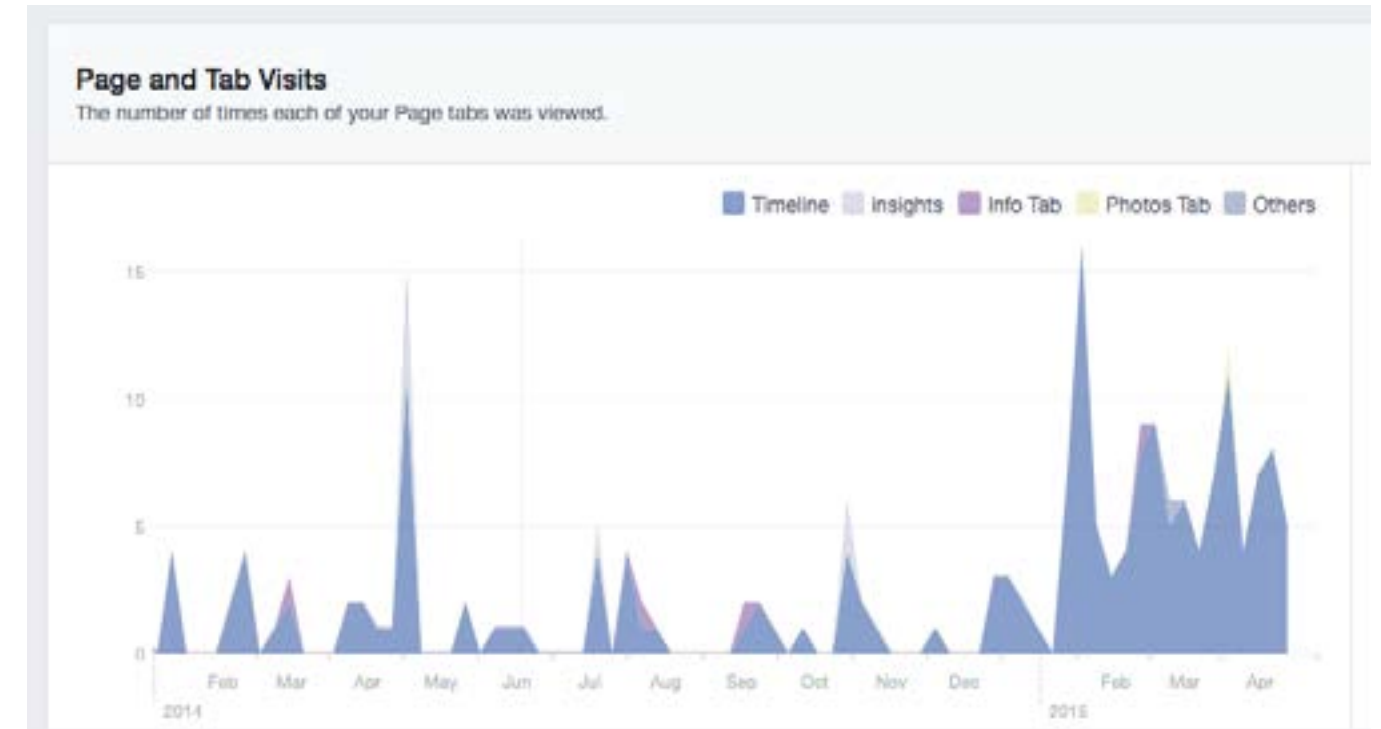 Page and Tab Visits
The number of times each of your Page tabs was viewed.
Timeline Insights Info Tab Photos Tab Others
15
10
5
0
Feb Mar Apr May Jun Jul Aug Sep Oct Nov Dec Feb Mar Apr
2014 2015